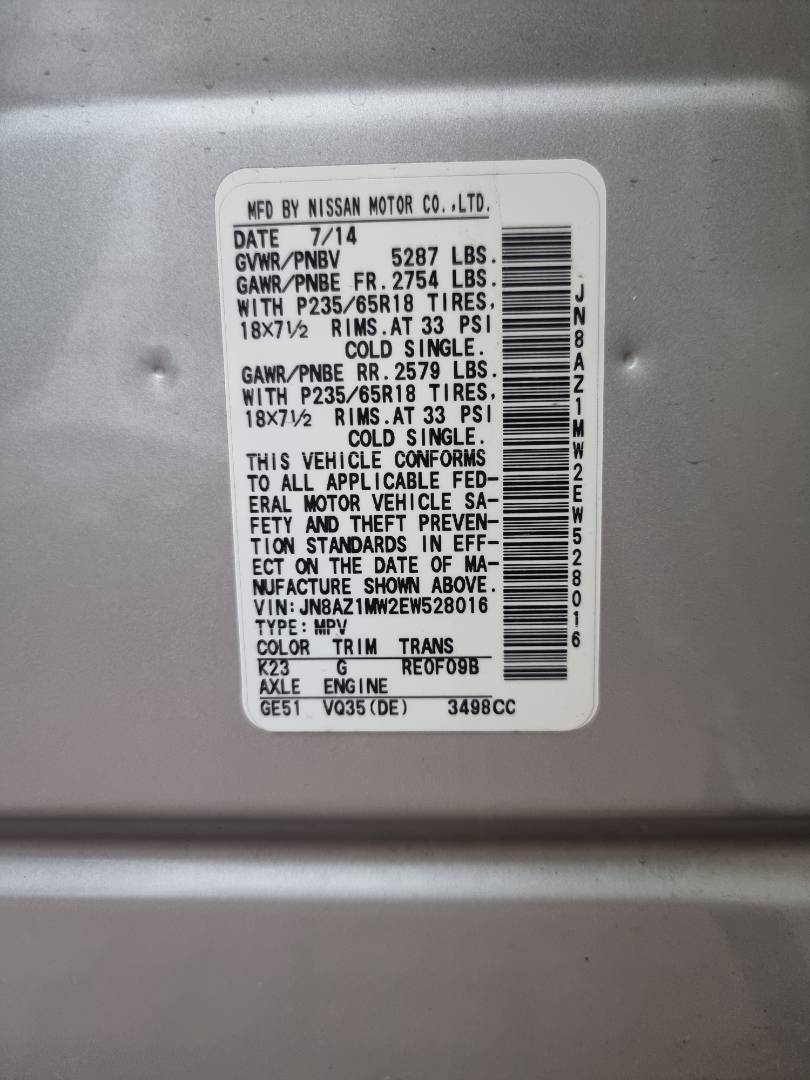 MFD BY NISSAN MOTOR CO.,LTD.
DATE 7/14
GVWR/PNBV 5287 LBS.
GAWR/PNBE FR.2754 LBS.
WITH P235/65R18 TIRES,
18X7½ RIMS.AT 33 PSI
COLD SINGLE.
GAWR/PNBE RR.2579 LBS.
WITH P235/65R18 TIRES,
18X7½ RIMS.AT 33 PSI
COLD SINGLE.
THIS VEHICLE CONFORMS
TO ALL APPLICABLE FED-
ERAL MOTOR VEHICLE SA-
FETY AND THEFT PREVEN-
TION STANDARDS IN EFF-
ECT ON THE DATE OF MA-
NUFACTURE SHOWN ABOVE.
VIN:JN8AZ1MW2EW528016
TYPE:MPV
COLOR TRIM TRANS
K23 G RE0F09B
AXLE ENGINE
GE51 VQ35(DE) 3498CC
JN8AZ1MW2EW528016